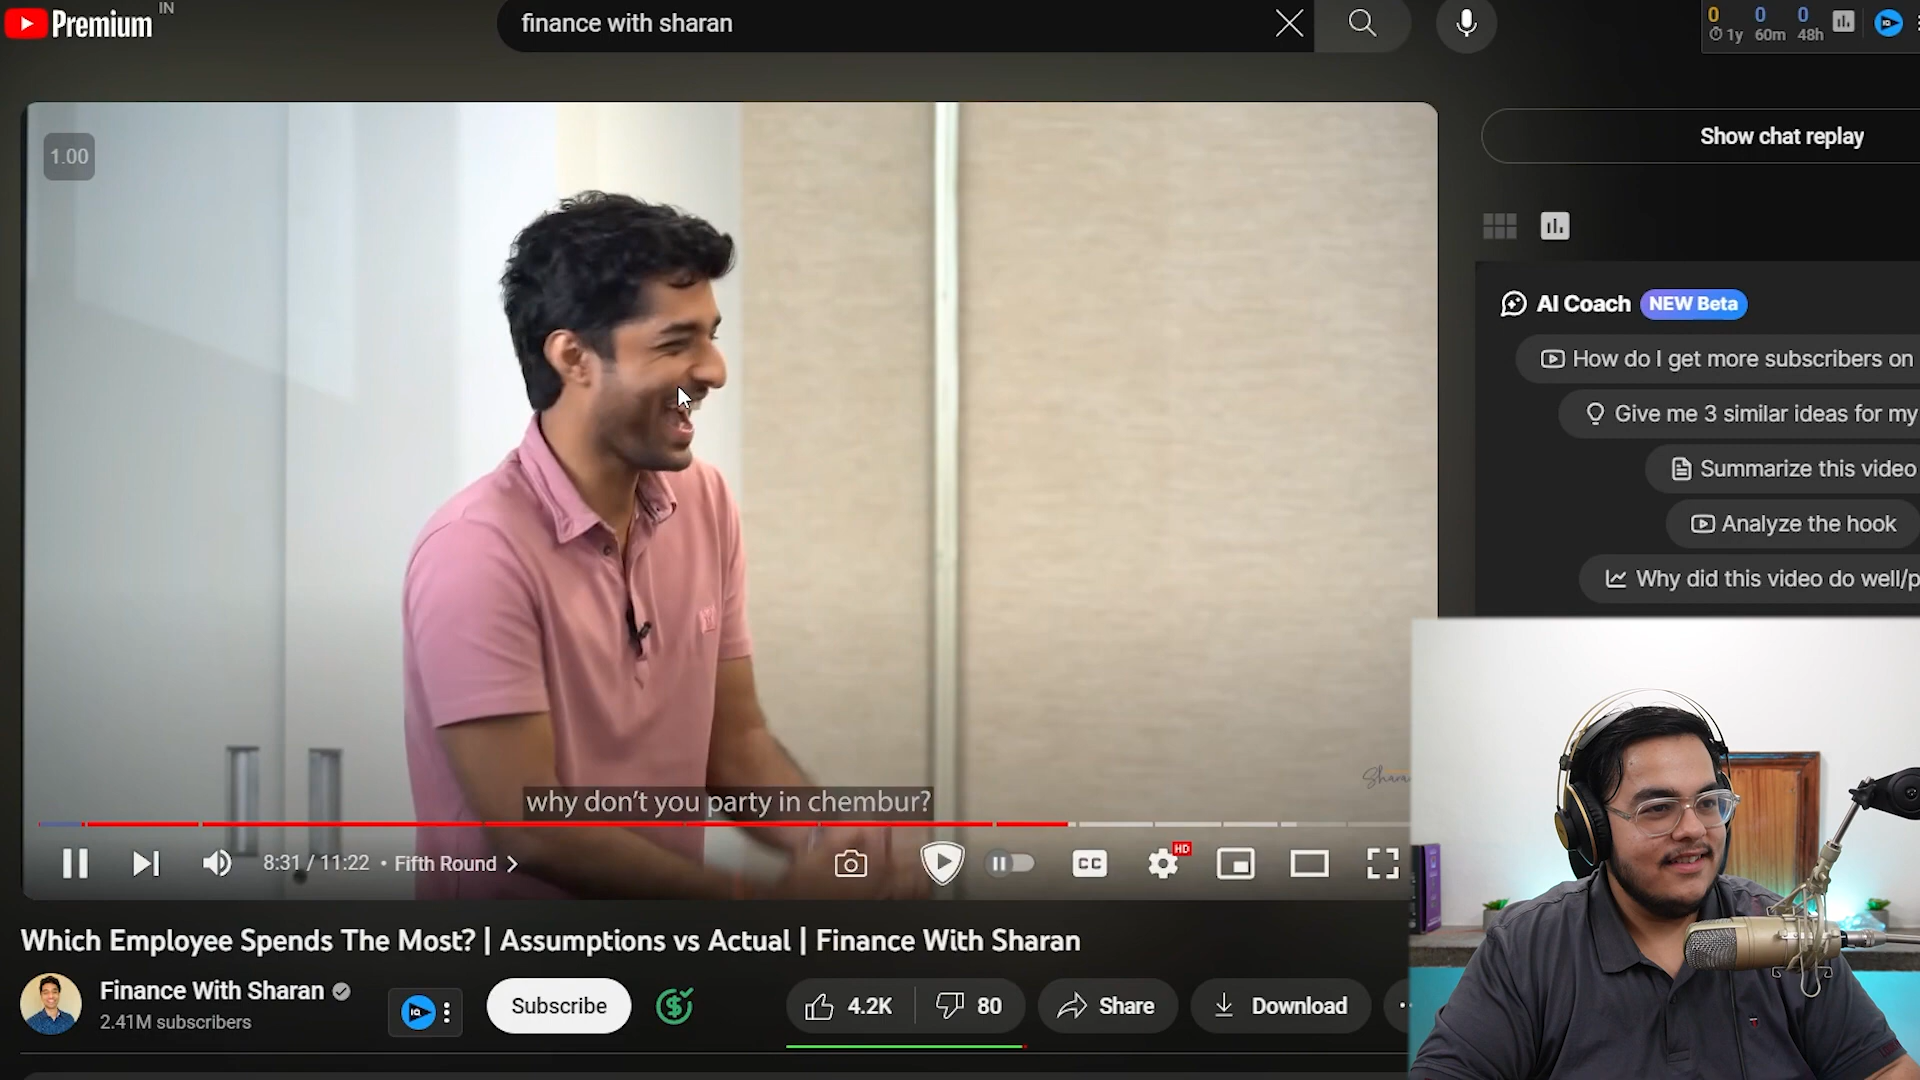 Premium
IN
finance with sharan
0 0 0
1y 60m 48h
1.00
Show chat replay
AI Coach NEW Beta
How do I get more subscribers on
Give me 3 similar ideas for my
Summarize this video
Analyze the hook
Why did this video do well/p
Shara
why don't you party in chembur?
8:31 / 11:22 • Fifth Round
CC
HD
Which Employee Spends The Most? | Assumptions vs Actual | Finance With Sharan
Finance With Sharan
2.41M subscribers
IQ
Subscribe
4.2K
80
Share
Download